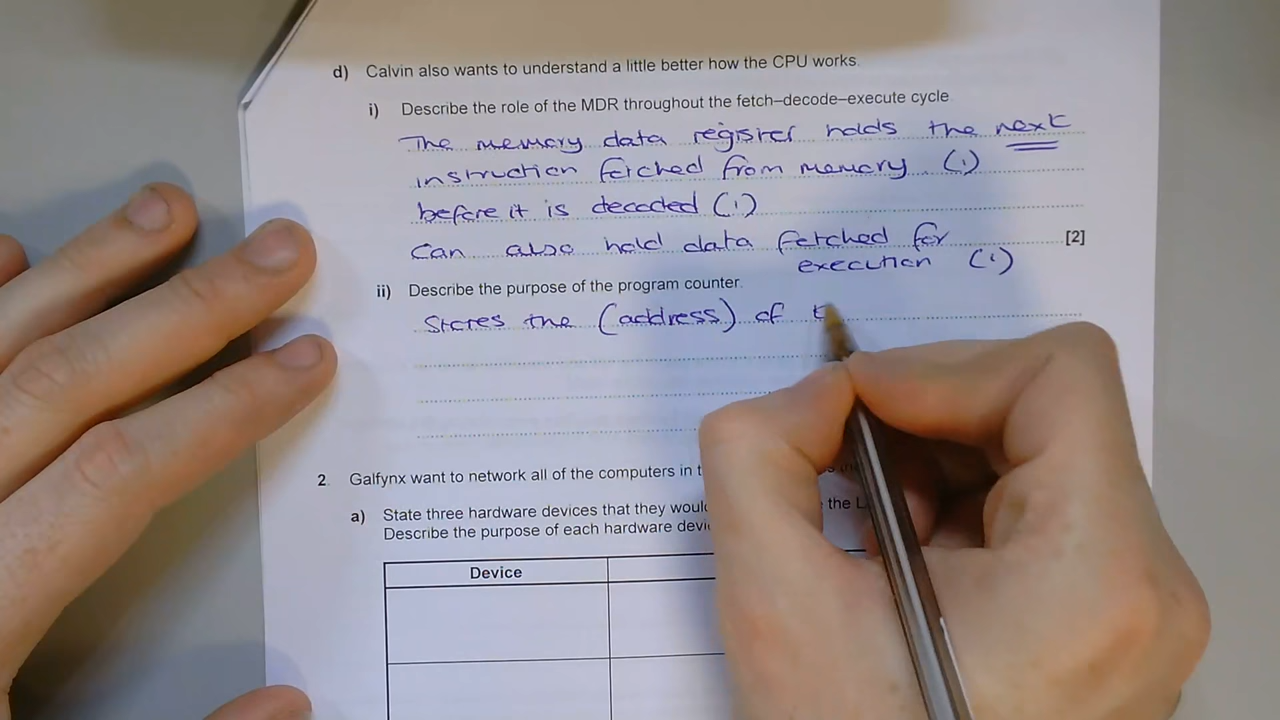 d) Calvin also wants to understand a little better how the CPU works.
i) Describe the role of the MDR throughout the fetch–decode–execute cycle
The memory data register holds the next
instruction fetched from memory (1)
before it is decoded (1)
Can also hold data fetched for
execution (1)
[2]
ii) Describe the purpose of the program counter.
Stores the (address) of t
2. Galfynx want to network all of the computers in
a) State three hardware devices that they would the
Describe the purpose of each hardware
Device